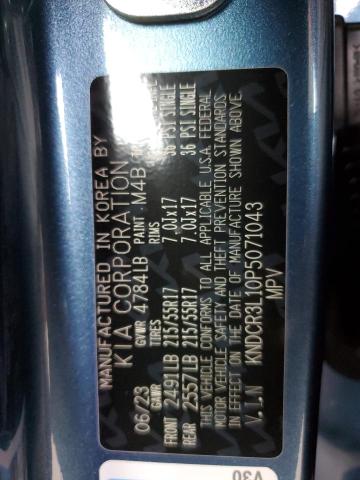 MANUFACTURED IN KOREA BY
KIA CORPORATION
06/23 GVWR 4784LB PAINT M4B
GAWR TIRES RIMS
FRONT 2491LB 215/55R17 7.0Jx17 36 PSI SINGLE
REAR 2557LB 215/55R17 7.0Jx17 36 PSI SINGLE
THIS VEHICLE CONFORMS TO ALL APPLICABLE U.S.A. FEDERAL
MOTOR VEHICLE SAFETY AND THEFT PREVENTION STANDARDS
IN EFFECT ON THE DATE OF MANUFACTURE SHOWN ABOVE.
V.I.N KNDCR3L10P5071043
MPV
V30